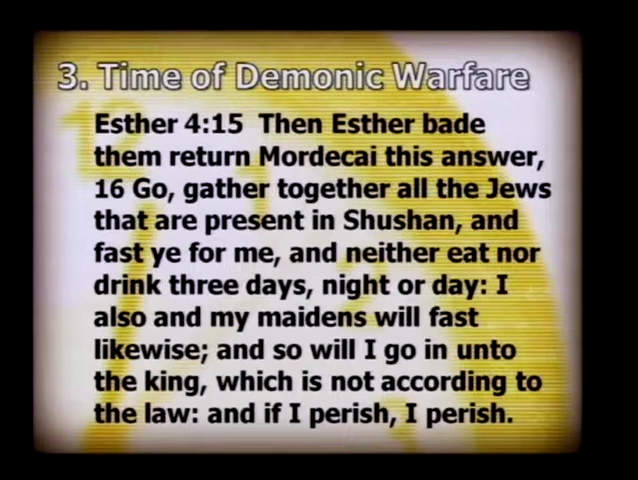 3. Time of Demonic Warfare
Esther 4:15 Then Esther bade
them return Mordecai this answer,
16 Go, gather together all the Jews
that are present in Shushan, and
fast ye for me, and neither eat nor
drink three days, night or day: I
also and my maidens will fast
likewise; and so will I go in unto
the king, which is not according to
the law: and if I perish, I perish.